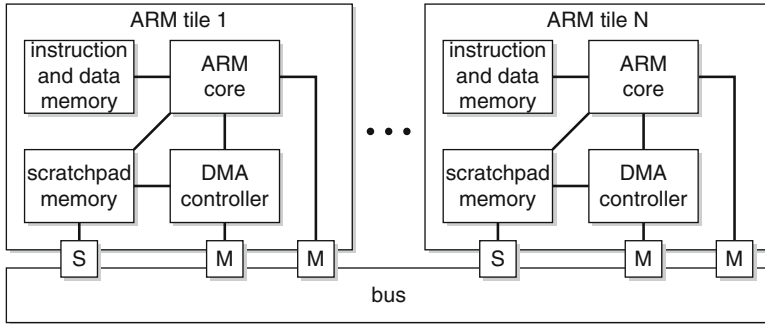 ARM tile 1
instruction
and data
memory
ARM
core
scratchpad
memory
DMA
controller
S
M
M
• • •
ARM tile N
instruction
and data
memory
ARM
core
scratchpad
memory
DMA
controller
S
M
M
bus